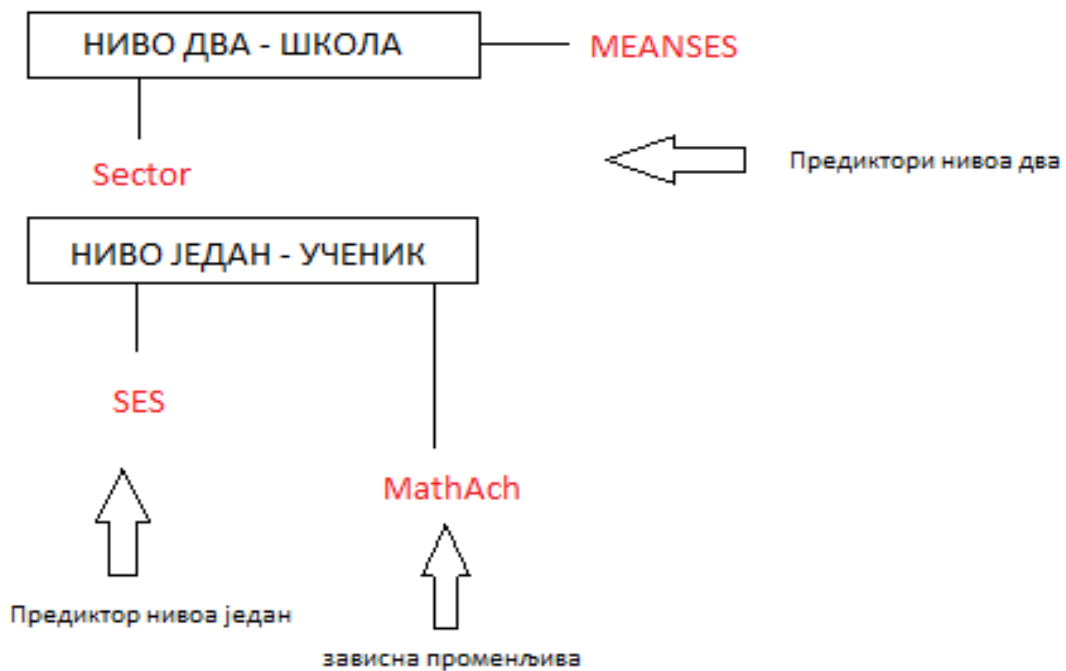 НИВО ДВА - ШКОЛА
MEANSES
Sector
Предиктори нивоа два
НИВО ЈЕДАН - УЧЕНИК
SES
MathAch
Предиктор нивоа један
зависна променљива